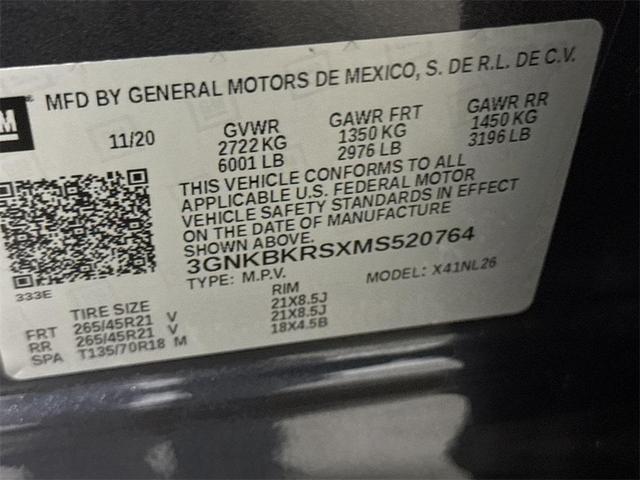 MFD BY GENERAL MOTORS DE MEXICO, S. DE R.L. DE C.V.
M
11/20
GVWR
2722 KG
6001 LB
GAWR FRT
1350 KG
2976 LB
GAWR RR
1450 KG
3196 LB
THIS VEHICLE CONFORMS TO ALL
APPLICABLE U.S. FEDERAL MOTOR
VEHICLE SAFETY STANDARDS IN EFFECT
ON THE DATE OF MANUFACTURE
SHOWN ABOVE
3GNKBKRSXMS520764
TYPE: M.P.V. MODEL: X41NL26
333E
TIRE SIZE RIM
FRT 265/45R21 V 21X8.5J
RR 265/45R21 V 21X8.5J
SPA T135/70R18 M 18X4.5B